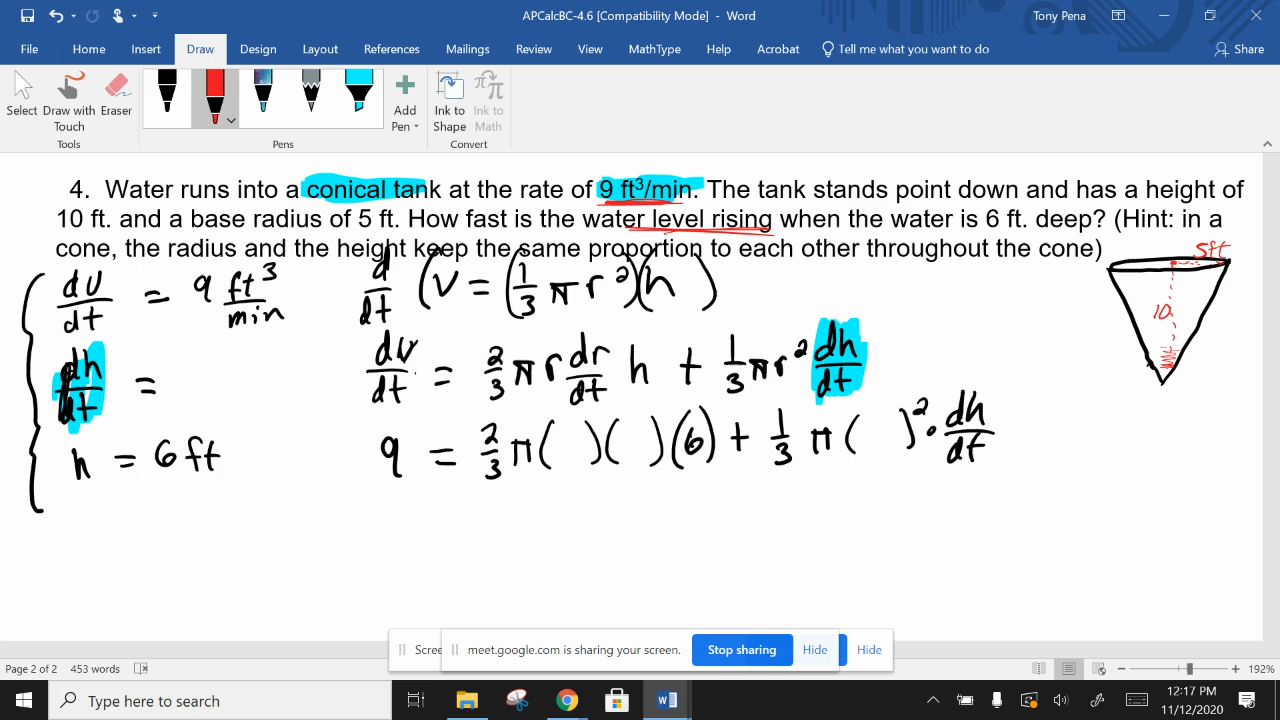 APCalcBC-4.6 [Compatibility Mode] - Word
Tony Pena
File Home Insert Draw Design Layout References Mailings Review View MathType Help Acrobat Tell me what you want to do Share
Select Draw with Touch Eraser Add Pen Ink to Shape Ink to Math
Tools Pens Convert
4. Water runs into a conical tank at the rate of 9 ft³/min. The tank stands point down and has a height of
10 ft. and a base radius of 5 ft. How fast is the water level rising when the water is 6 ft. deep? (Hint: in a
cone, the radius and the height keep the same proportion to each other throughout the cone)
5ft
10
dv/dt = 9 ft³/min
d/dt (V = (1/3 πr²)(h)
dh/dt =
dv/dt = 2/3 πr dr/dt h + 1/3 πr² dh/dt
h = 6ft
9 = 2/3 π( )( )(6) + 1/3 π( )² · dh/dt
Scree
meet.google.com is sharing your screen. Stop sharing Hide Hide
Page 2 of 2 453 words 192%
Type here to search
12:17 PM
11/12/2020